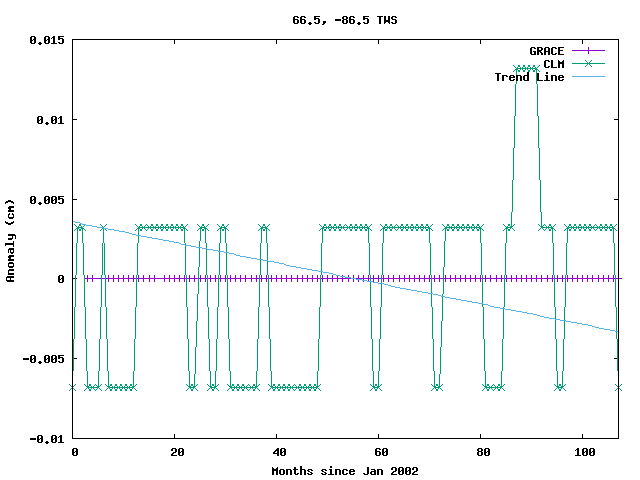 66.5, -86.5 TWS
0.015
GRACE
CLM
Trend Line
0.01
0.005
Anomaly (cm)
0
-0.005
-0.01
0 20 40 60 80 100
Months since Jan 2002